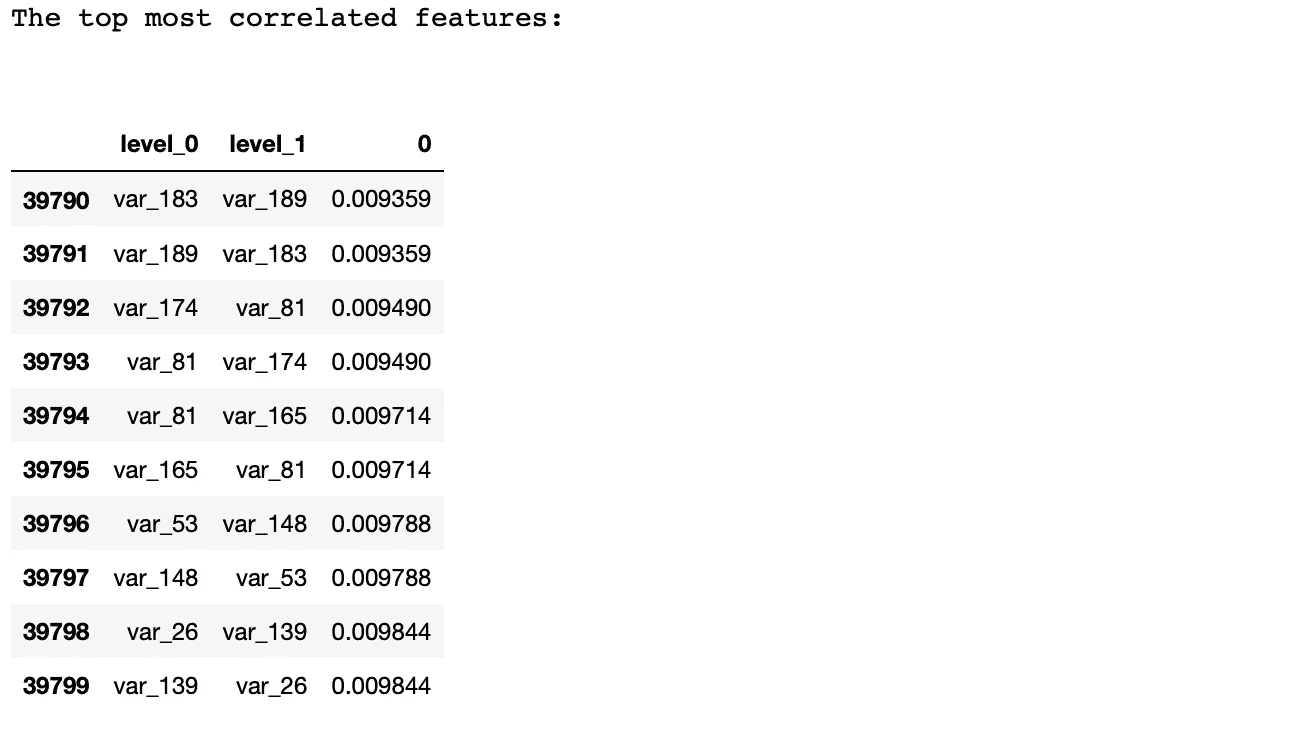 The top most correlated features:
level_0 level_1 0
39790 var_183 var_189 0.009359
39791 var_189 var_183 0.009359
39792 var_174 var_81 0.009490
39793 var_81 var_174 0.009490
39794 var_81 var_165 0.009714
39795 var_165 var_81 0.009714
39796 var_53 var_148 0.009788
39797 var_148 var_53 0.009788
39798 var_26 var_139 0.009844
39799 var_139 var_26 0.009844